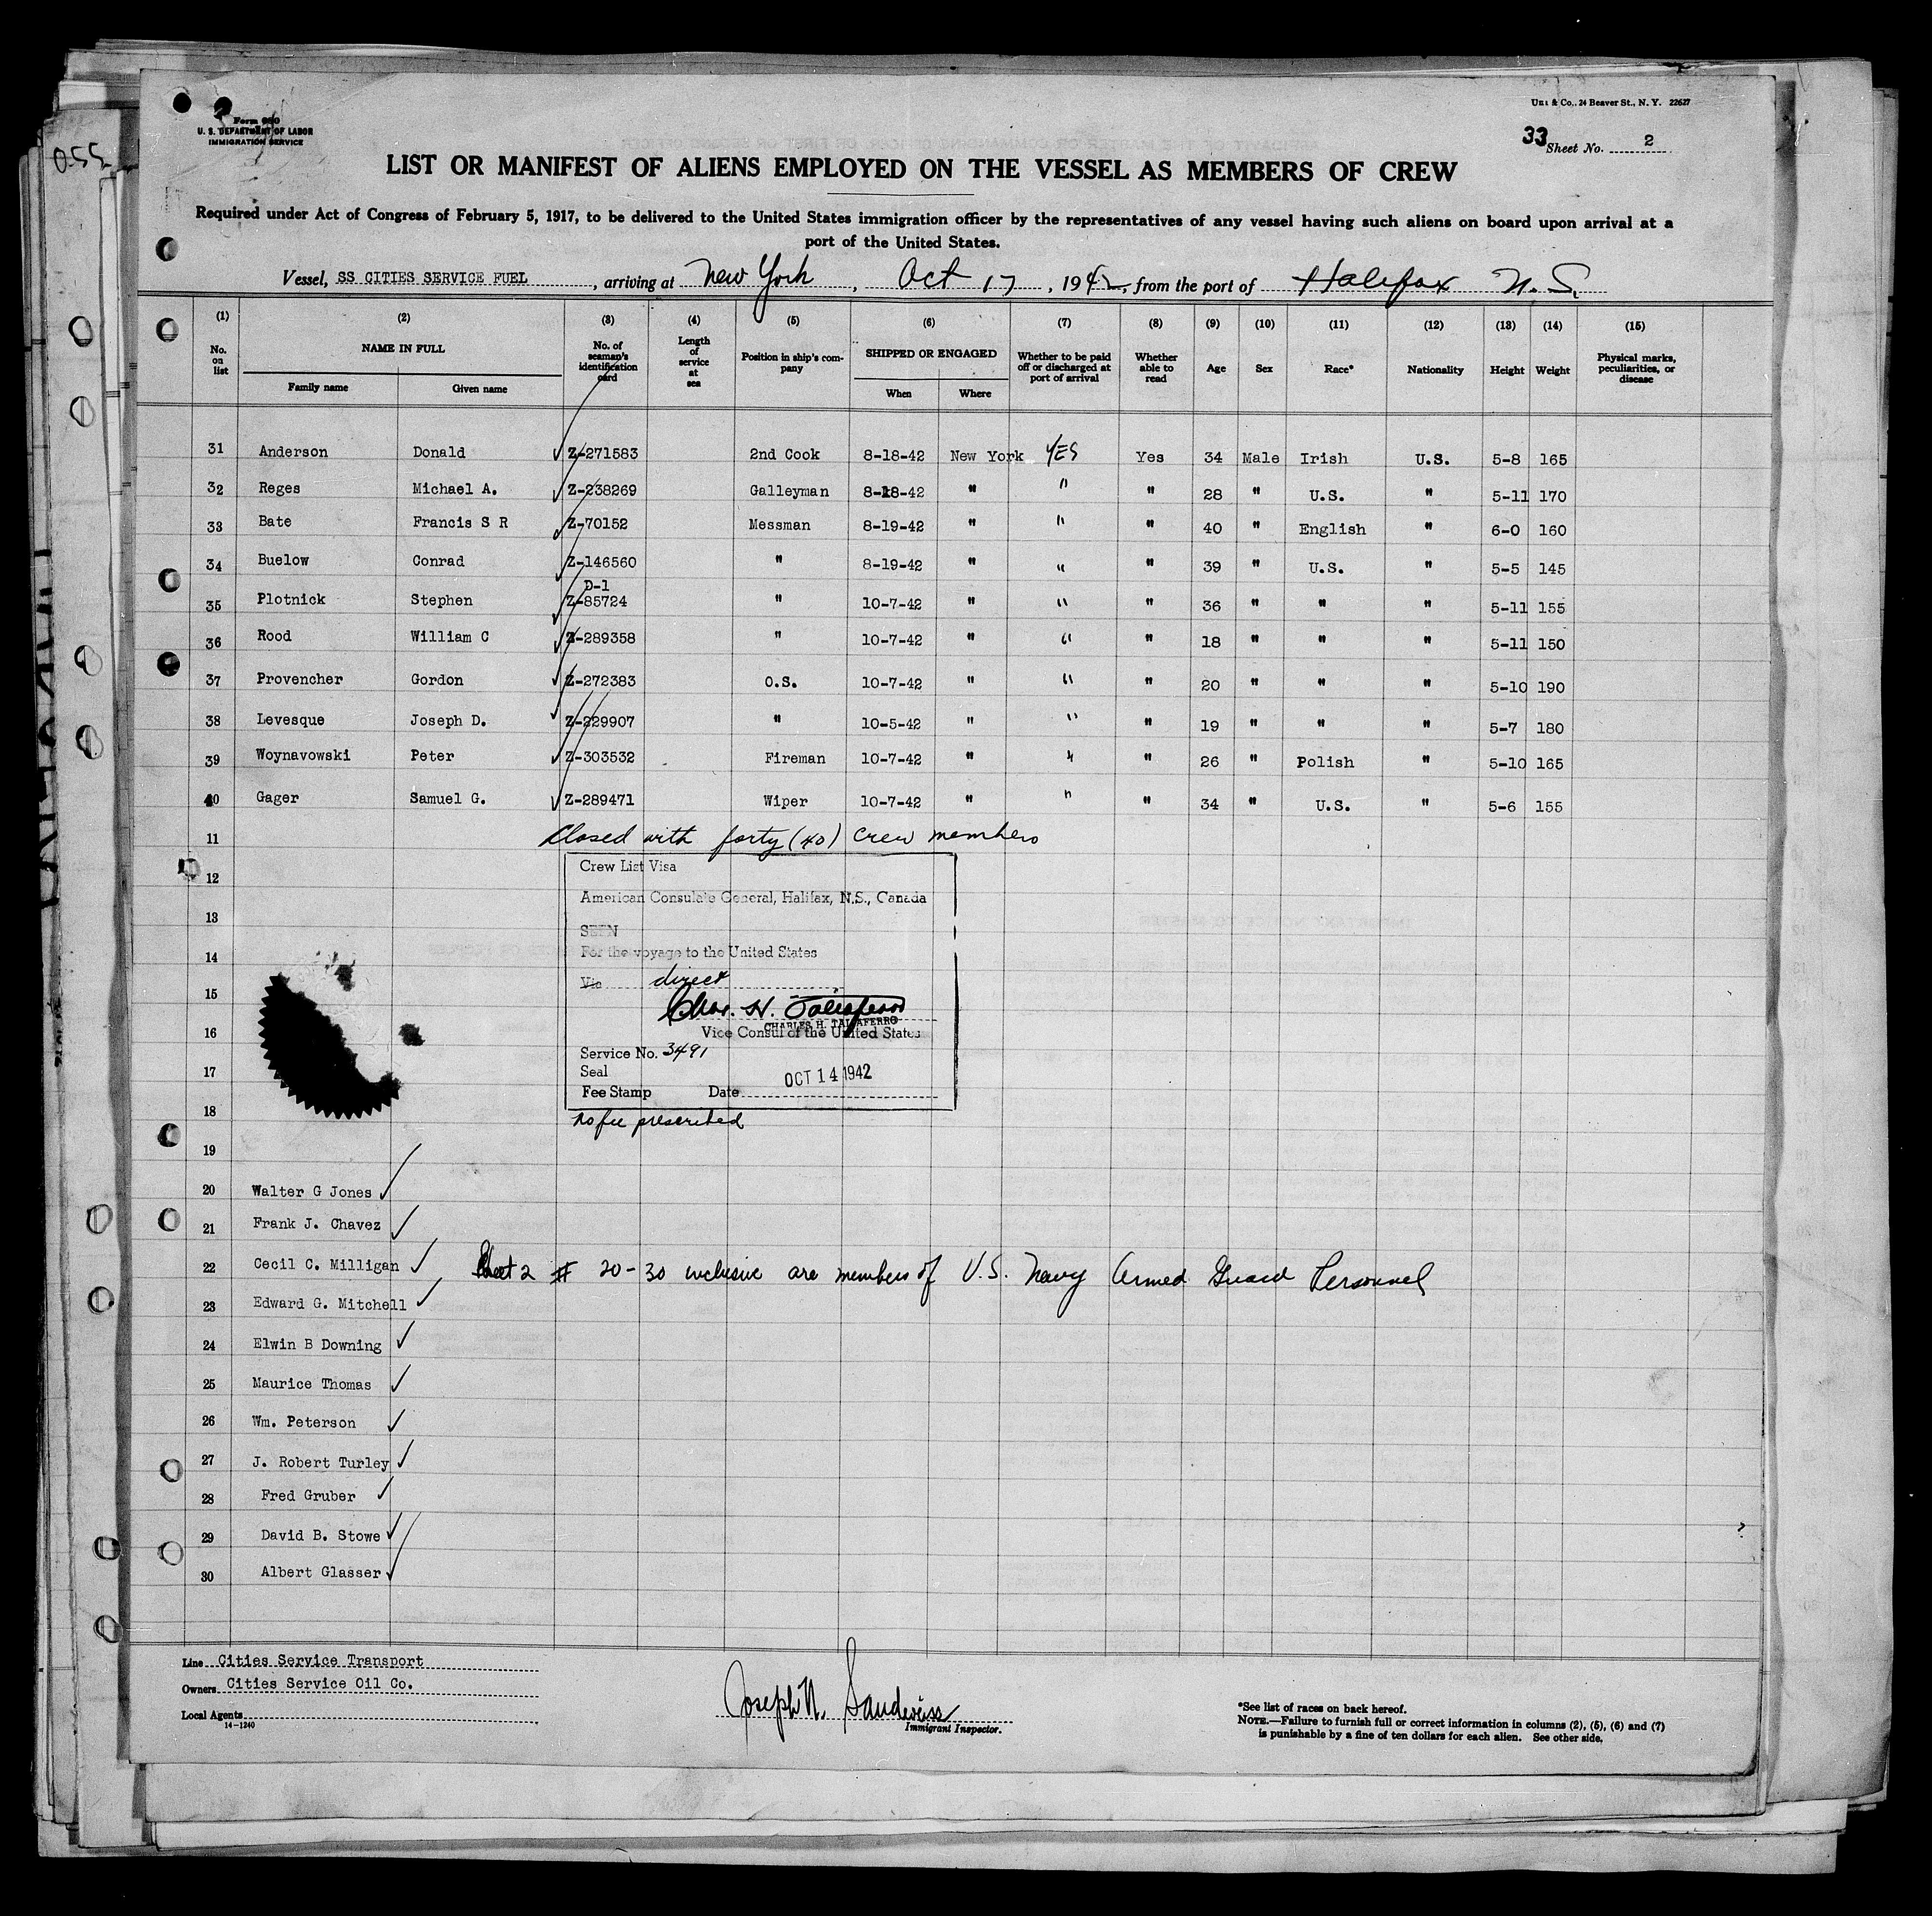 055
Form 680
U. S. DEPARTMENT OF LABOR
IMMIGRATION SERVICE
& Co., 24 Beaver St., N. Y. 22627
33 Sheet No. 2
LIST OR MANIFEST OF ALIENS EMPLOYED ON THE VESSEL AS MEMBERS OF CREW
Required under Act of Congress of February 5, 1917, to be delivered to the United States immigration officer by the representatives of any vessel having such aliens on board upon arrival at a
port of the United States.
Vessel, SS CITIES SERVICE FUEL, arriving at New York, Oct 17, 1942, from the port of Halifax N.S.
(1) (2) (3) (4) (5) (6) (7) (8) (9) (10) (11) (12) (13) (14) (15)
No. on list NAME IN FULL Family name Given name No. of seaman's identification card Length of service at sea Position in ship's company SHIPPED OR ENGAGED When Where Whether to be paid off or discharged at port of arrival Whether able to read Age Sex Race* Nationality Height Weight Physical marks, peculiarities, or disease
31 Anderson Donald Z-271583 2nd Cook 8-18-42 New York YES Yes 34 Male Irish U.S. 5-8 165
32 Reges Michael A. Z-238269 Galleyman 8-18-42 " " " 28 " U.S. " 5-11 170
33 Bate Francis S R Z-70152 Messman 8-19-42 " " " 40 " English " 6-0 160
34 Buelow Conrad Z-146560 " 8-19-42 " " " 39 " U.S. " 5-5 145
D-1
35 Plotnick Stephen Z-85724 " 10-7-42 " " " 36 " " " 5-11 155
36 Rood William C Z-289358 " 10-7-42 " " " 18 " " " 5-11 150
37 Provencher Gordon Z-272383 O.S. 10-7-42 " " " 20 " " " 5-10 190
38 Levesque Joseph D. Z-229907 " 10-5-42 " " " 19 " " " 5-7 180
39 Woynavowski Peter Z-303532 Fireman 10-7-42 " " " 26 " Polish " 5-10 165
40 Gager Samuel G. Z-289471 Wiper 10-7-42 " " " 34 " U.S. " 5-6 155
11 Closed with forty (40) crew members
12 Crew List Visa
American Consulate General, Halifax, N.S., Canada
13 SEEN
14 For the voyage to the United States
Via direct
15 Chas. H. Taliaferro
CHARLES H. TALIAFERRO
16 Vice Consul of the United States
Service No. 3491
17 Seal
OCT 14 1942
Fee Stamp Date
18 no fee prescribed
19
20 Walter G Jones
21 Frank J. Chavez
22 Cecil C. Milligan Sheet 2 # 20-30 inclusive are members of U.S. Navy Armed Guard Personnel
23 Edward G. Mitchell
24 Elwin B Downing
25 Maurice Thomas
26 Wm. Peterson
27 J. Robert Turley
28 Fred Gruber
29 David B. Stowe
30 Albert Glasser
Line Cities Service Transport
Owners Cities Service Oil Co.
Local Agents
14-1240
Joseph N. Sandweiss
Immigrant Inspector.
*See list of races on back hereof.
NOTE.—Failure to furnish full or correct information in columns (2), (5), (6) and (7)
is punishable by a fine of ten dollars for each alien. See other side.